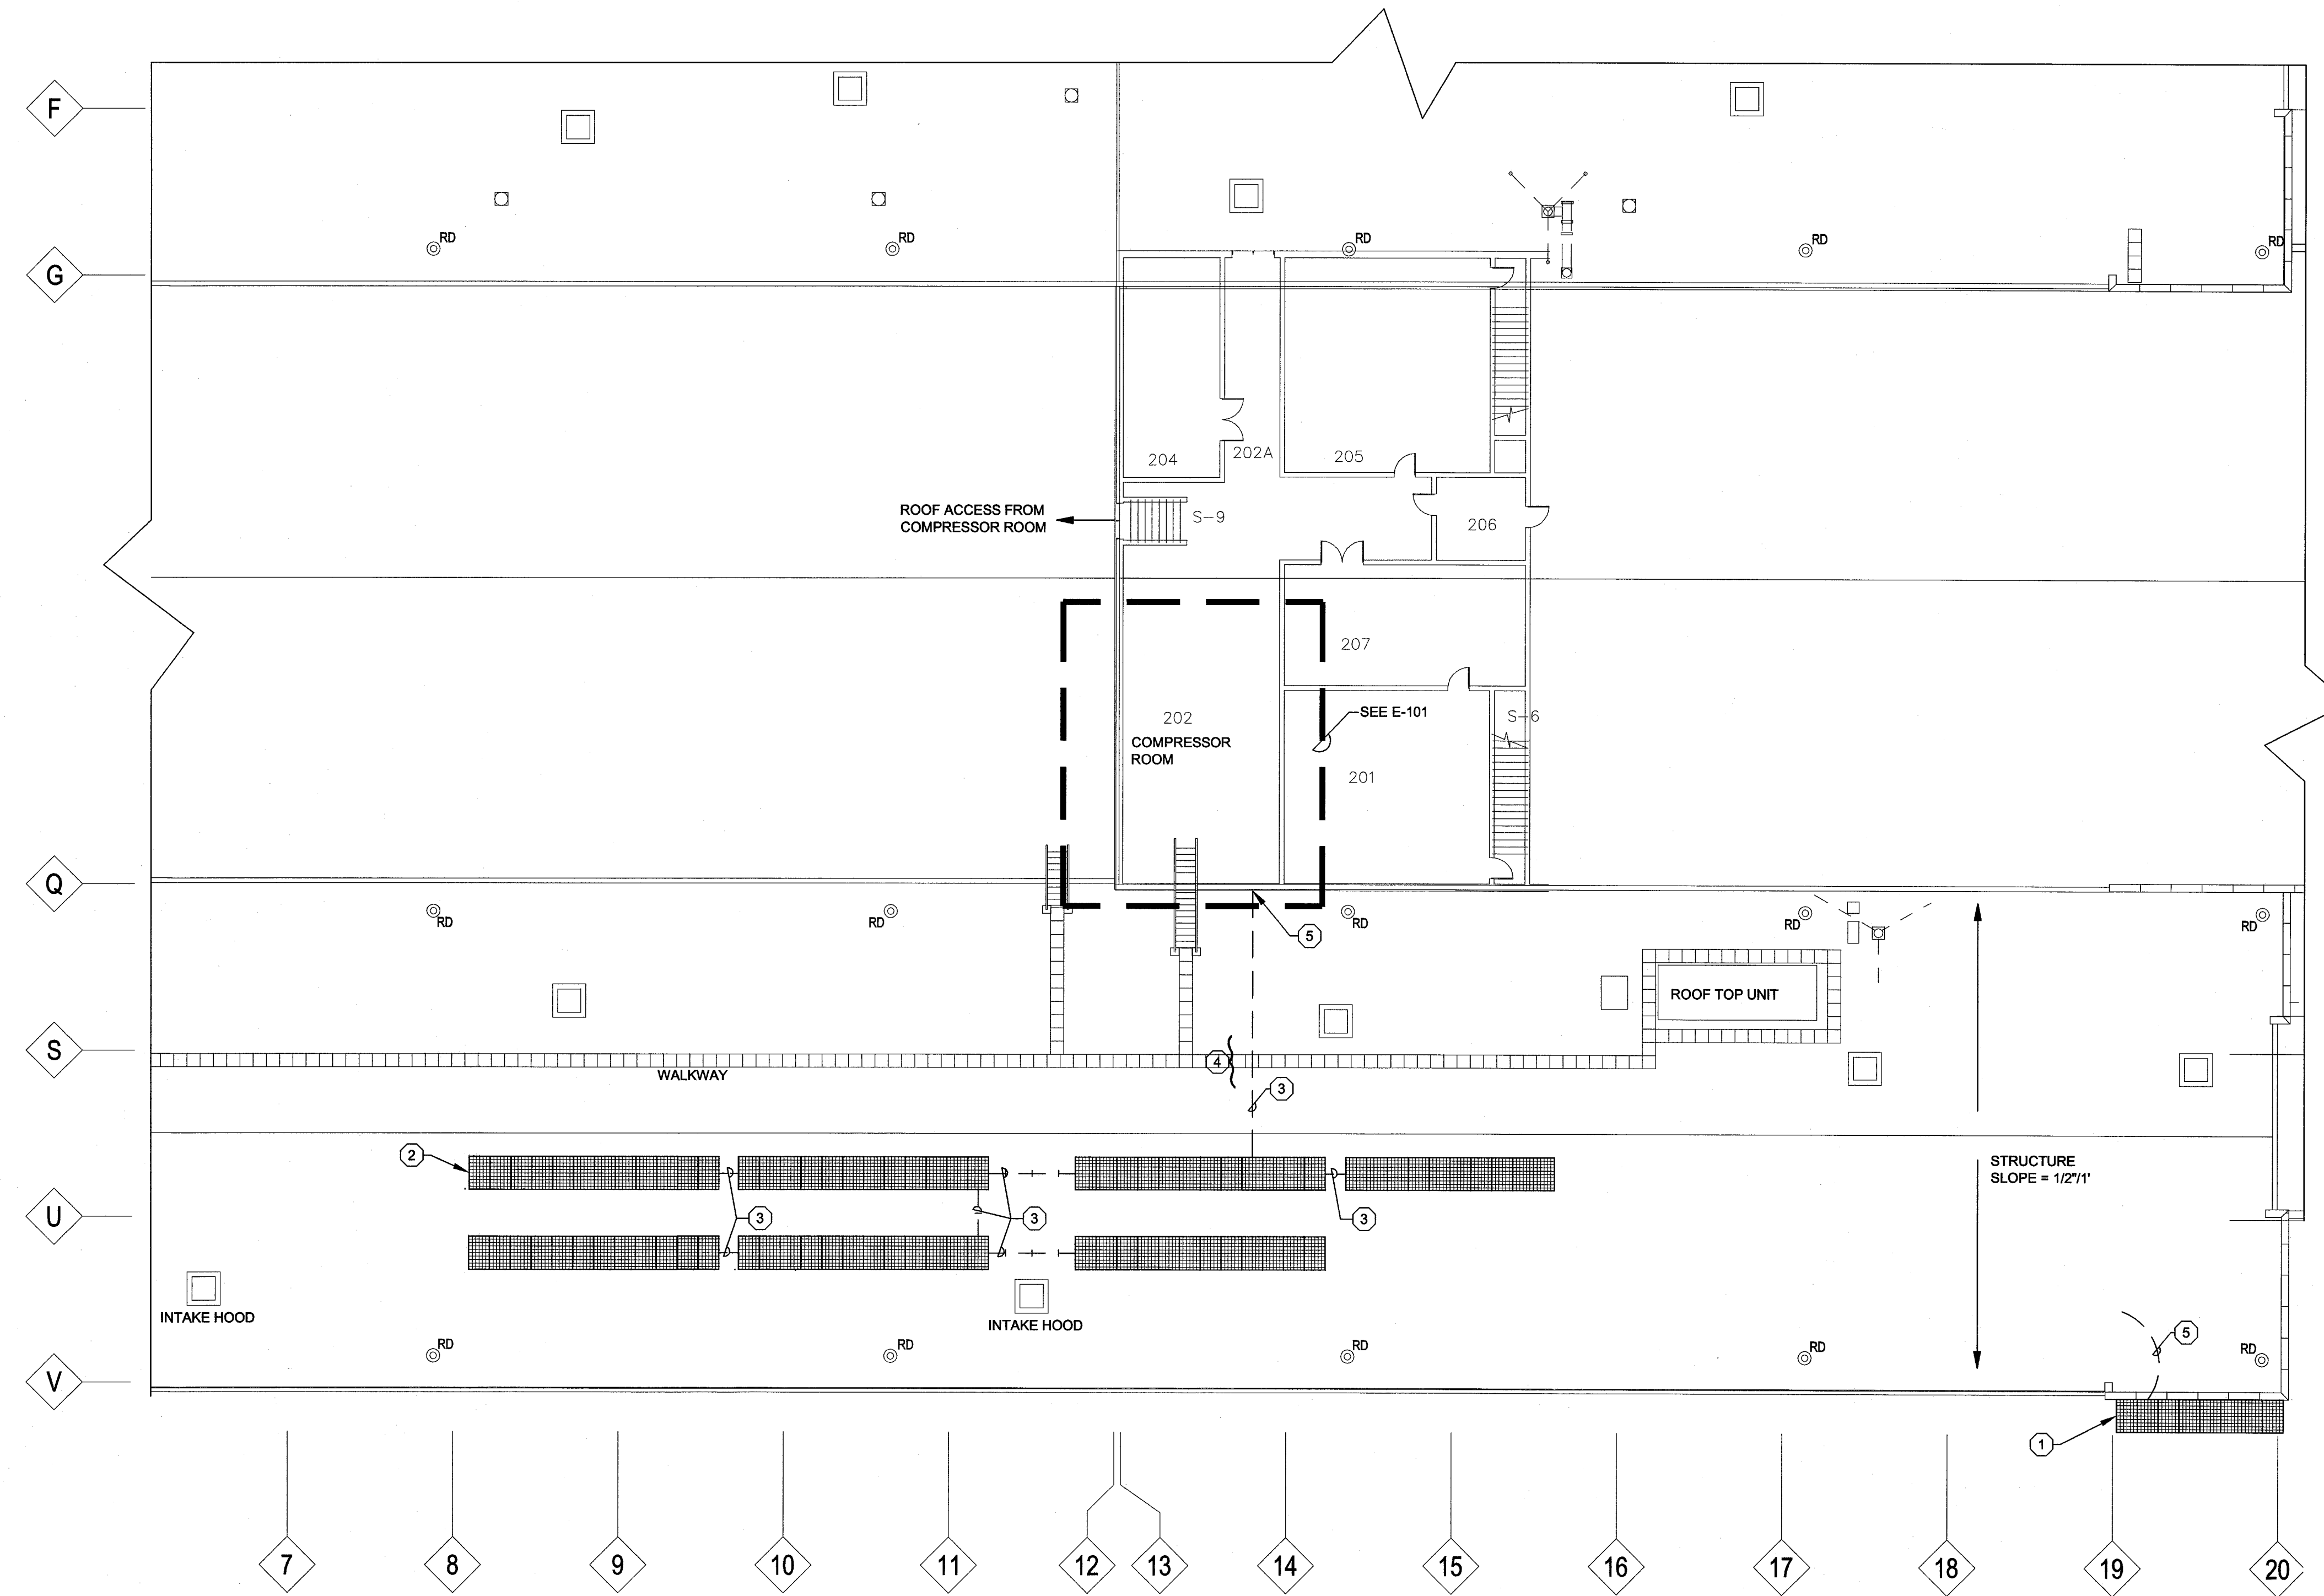 F
RD
RD
RD
RD
RD
G
204
202A
205
ROOF ACCESS FROM
COMPRESSOR ROOM
S-9
206
207
SEE E-101
202
COMPRESSOR
ROOM
S-6
201
Q
RD
RD
RD
RD
RD
5
ROOF TOP UNIT
S
4
WALKWAY
3
2
STRUCTURE
SLOPE = 1/2"/1'
U
3
3
3
INTAKE HOOD
INTAKE HOOD
5
RD
RD
RD
RD
RD
V
1
7
8
9
10
11
12
13
14
15
16
17
18
19
20